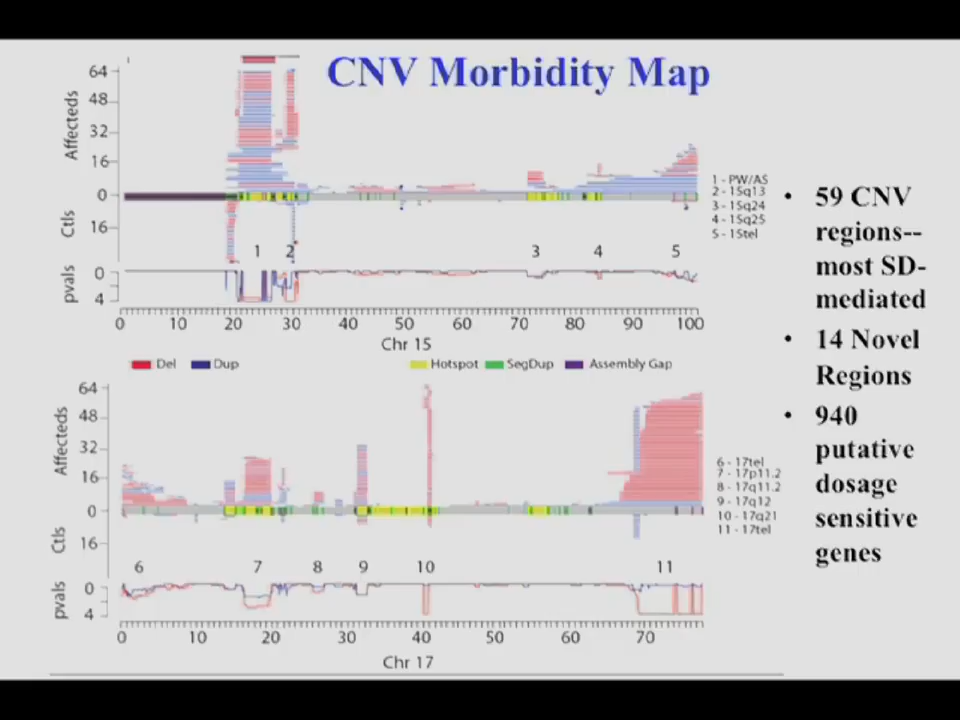 CNV Morbidity Map
64
48
32
16
0
16
Affecteds
Ctls
1 2 3 4 5
0
4
pvals
0 10 20 30 40 50 60 70 80 90 100
Chr 15
1 - PW/AS
2 - 15q13
3 - 15q24
4 - 15q25
5 - 15tel
Del Dup Hotspot SegDup Assembly Gap
64
48
32
16
0
16
Affecteds
Ctls
6 7 8 9 10 11
0
4
pvals
0 10 20 30 40 50 60 70
Chr 17
6 - 17tel
7 - 17p11.2
8 - 17q11.2
9 - 17q12
10 - 17q21
11 - 17tel
• 59 CNV
regions--
most SD-
mediated
• 14 Novel
Regions
• 940
putative
dosage
sensitive
genes